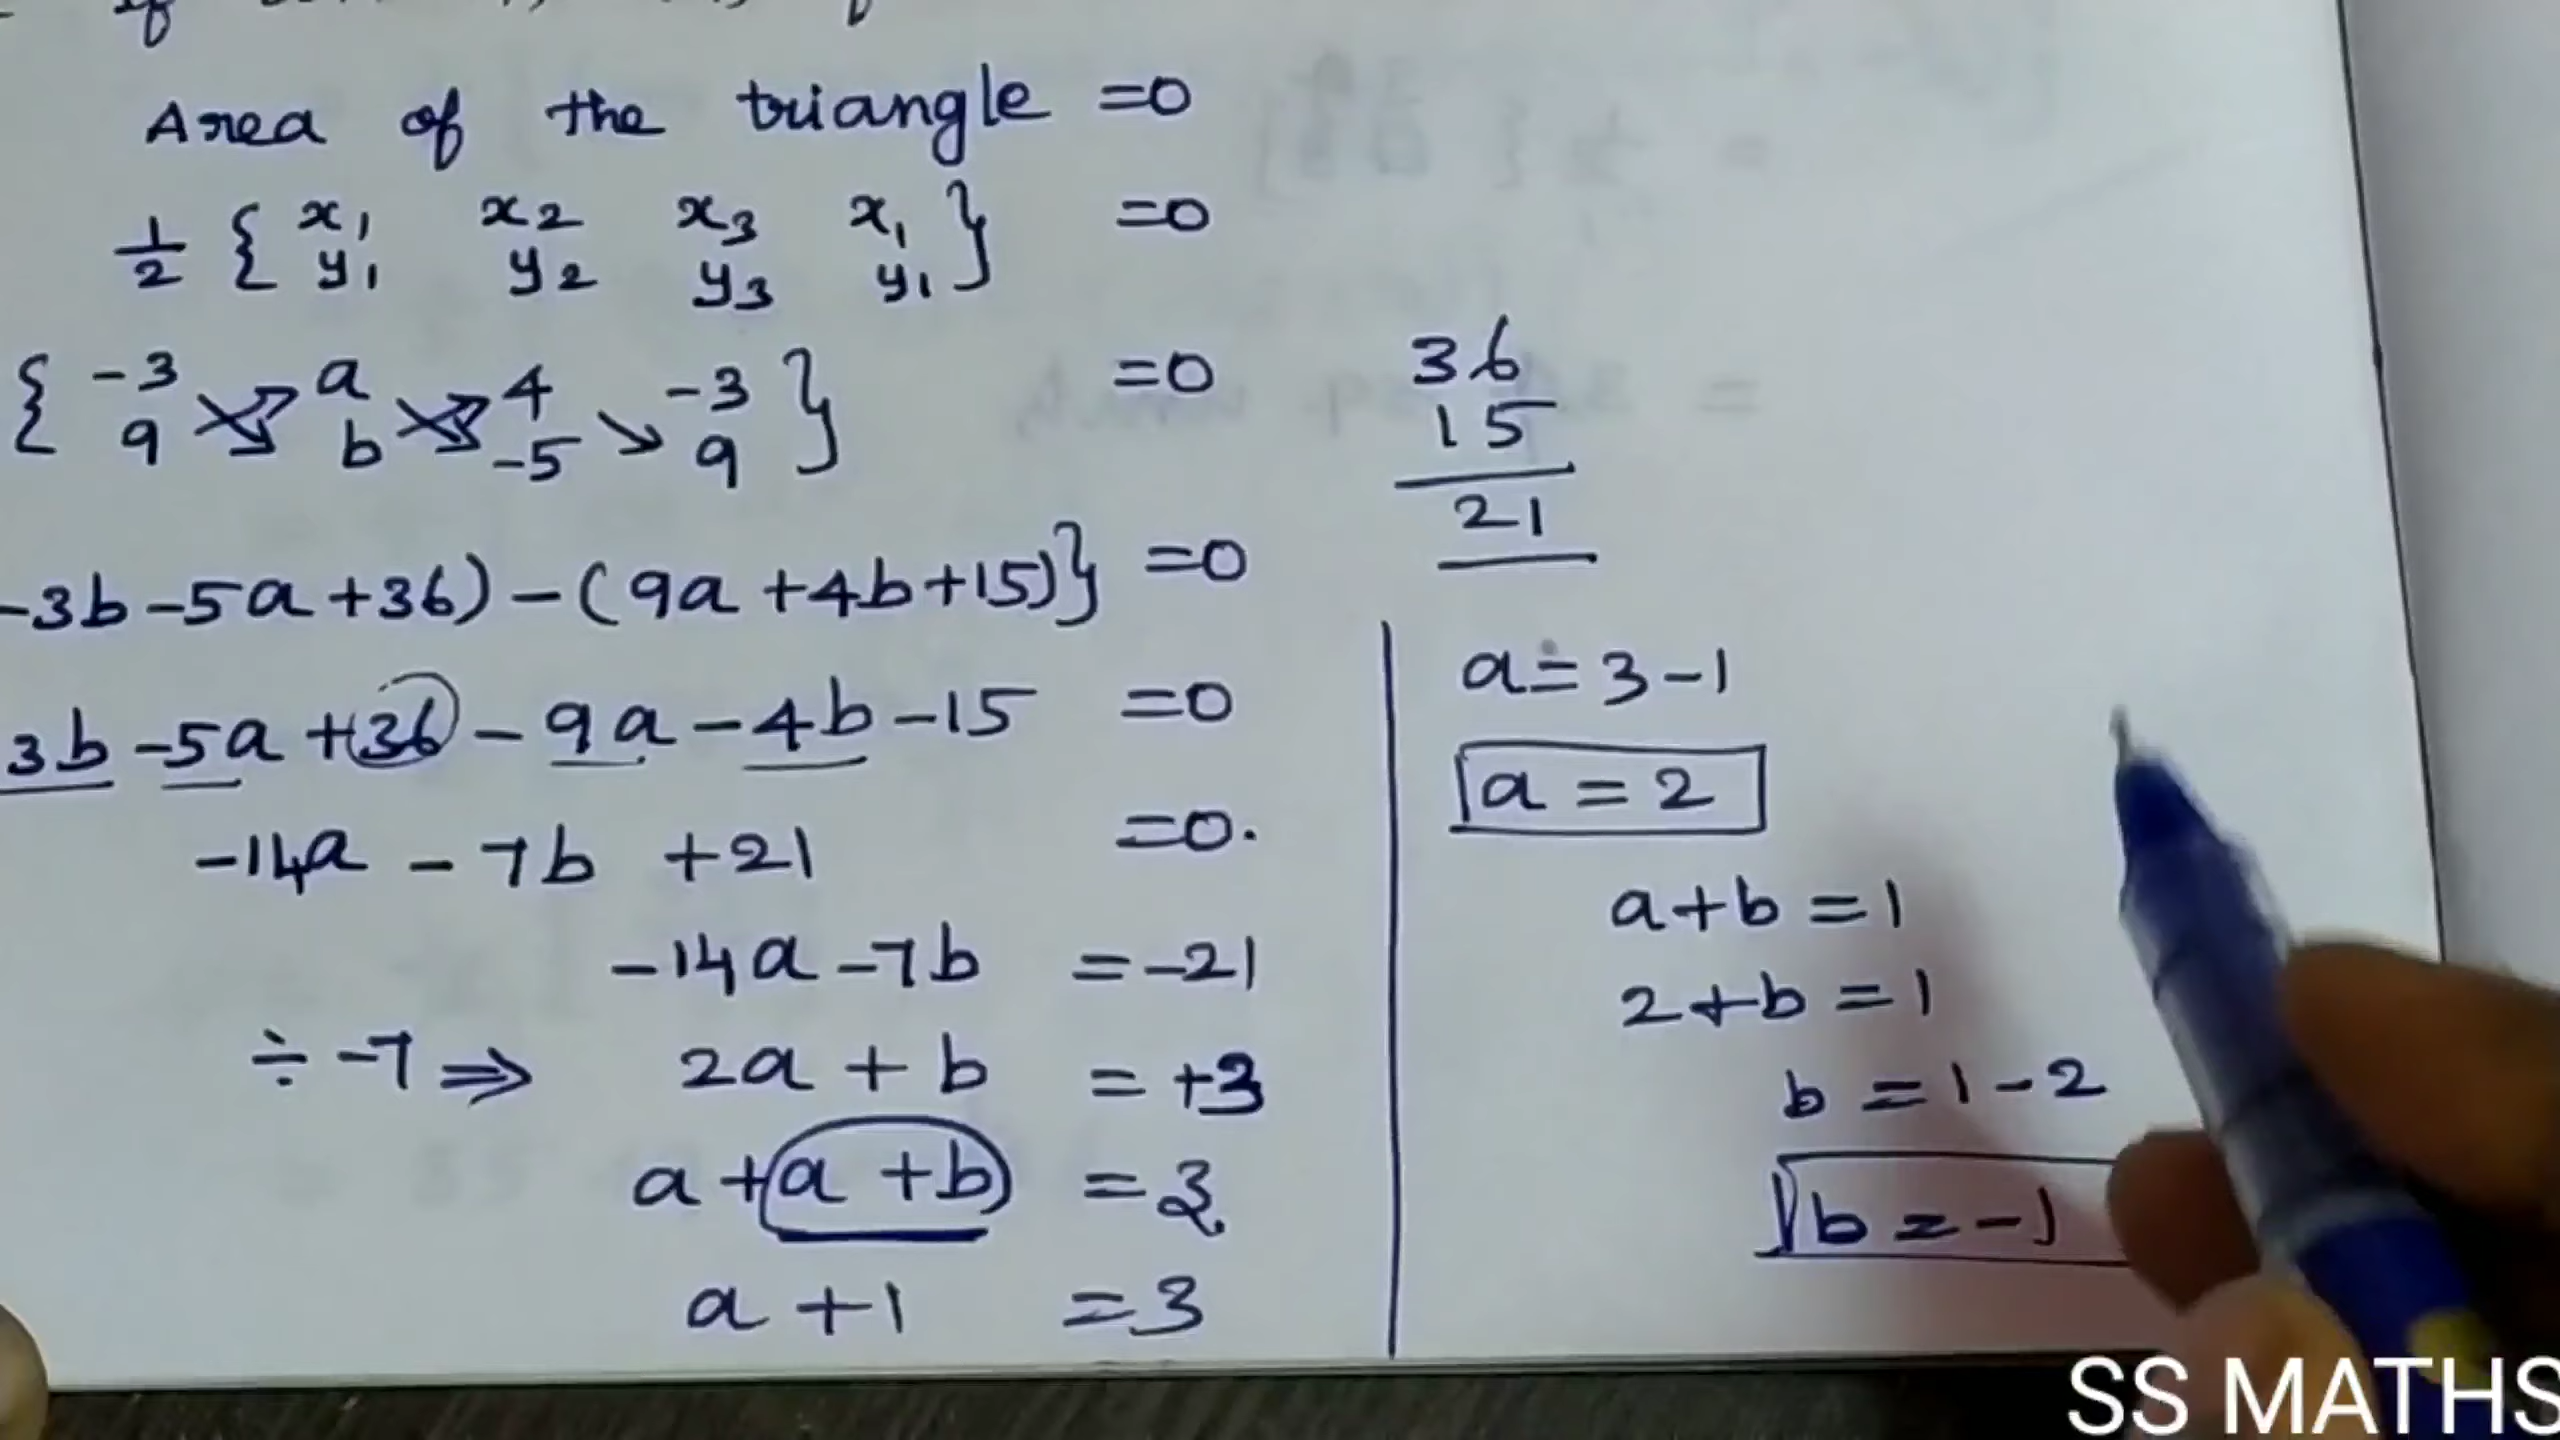 if
Area of the triangle =0
1/2 { x1 x2 x3 x1 } =0
y1 y2 y3 y1
{ -3 a 4 -3 } =0
9 b -5 9
-3b-5a+36)-(9a+4b+15)} =0
3b -5a +36 - 9a - 4b -15 =0
-14a - 7b +21 =0.
-14a -7b = -21
÷ -7 ⇒ 2a + b = +3
a +(a + b) = 3
a + 1 = 3
36
15
21
a = 3 - 1
a = 2
a+b = 1
2+b = 1
b = 1 - 2
b = -1
SS MATHS